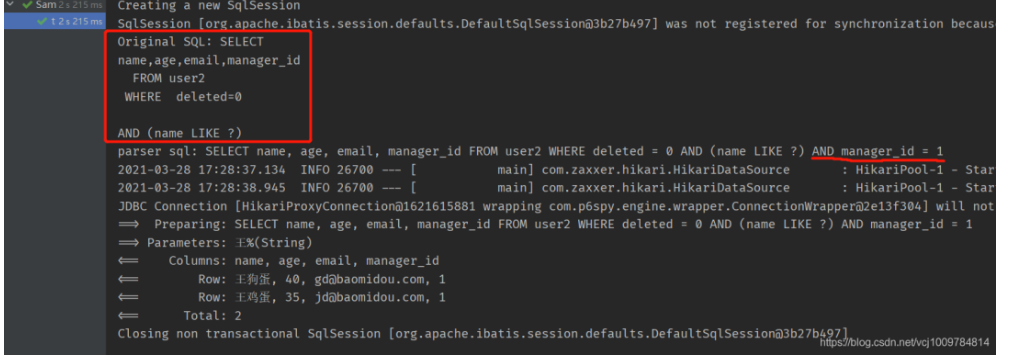 Sam 2 s 215 ms
t 2 s 215 ms
Creating a new SqlSession
SqlSession [org.apache.ibatis.session.defaults.DefaultSqlSession@3b27b497] was not registered for synchronization becaus
Original SQL: SELECT
name,age,email,manager_id
FROM user2
WHERE deleted=0
AND (name LIKE ?)
parser sql: SELECT name, age, email, manager_id FROM user2 WHERE deleted = 0 AND (name LIKE ?) AND manager_id = 1
2021-03-28 17:28:37.134 INFO 26700 --- [ main] com.zaxxer.hikari.HikariDataSource : HikariPool-1 - Star
2021-03-28 17:28:38.945 INFO 26700 --- [ main] com.zaxxer.hikari.HikariDataSource : HikariPool-1 - Star
JDBC Connection [HikariProxyConnection@1621615881 wrapping com.p6spy.engine.wrapper.ConnectionWrapper@2e13f304] will not
==> Preparing: SELECT name, age, email, manager_id FROM user2 WHERE deleted = 0 AND (name LIKE ?) AND manager_id = 1
==> Parameters: 王%(String)
<== Columns: name, age, email, manager_id
<== Row: 王狗蛋, 40, gd@baomidou.com, 1
<== Row: 王鸡蛋, 35, jd@baomidou.com, 1
<== Total: 2
Closing non transactional SqlSession [org.apache.ibatis.session.defaults.DefaultSqlSession@3b27b497]
https://blog.csdn.net/vcj1009784814